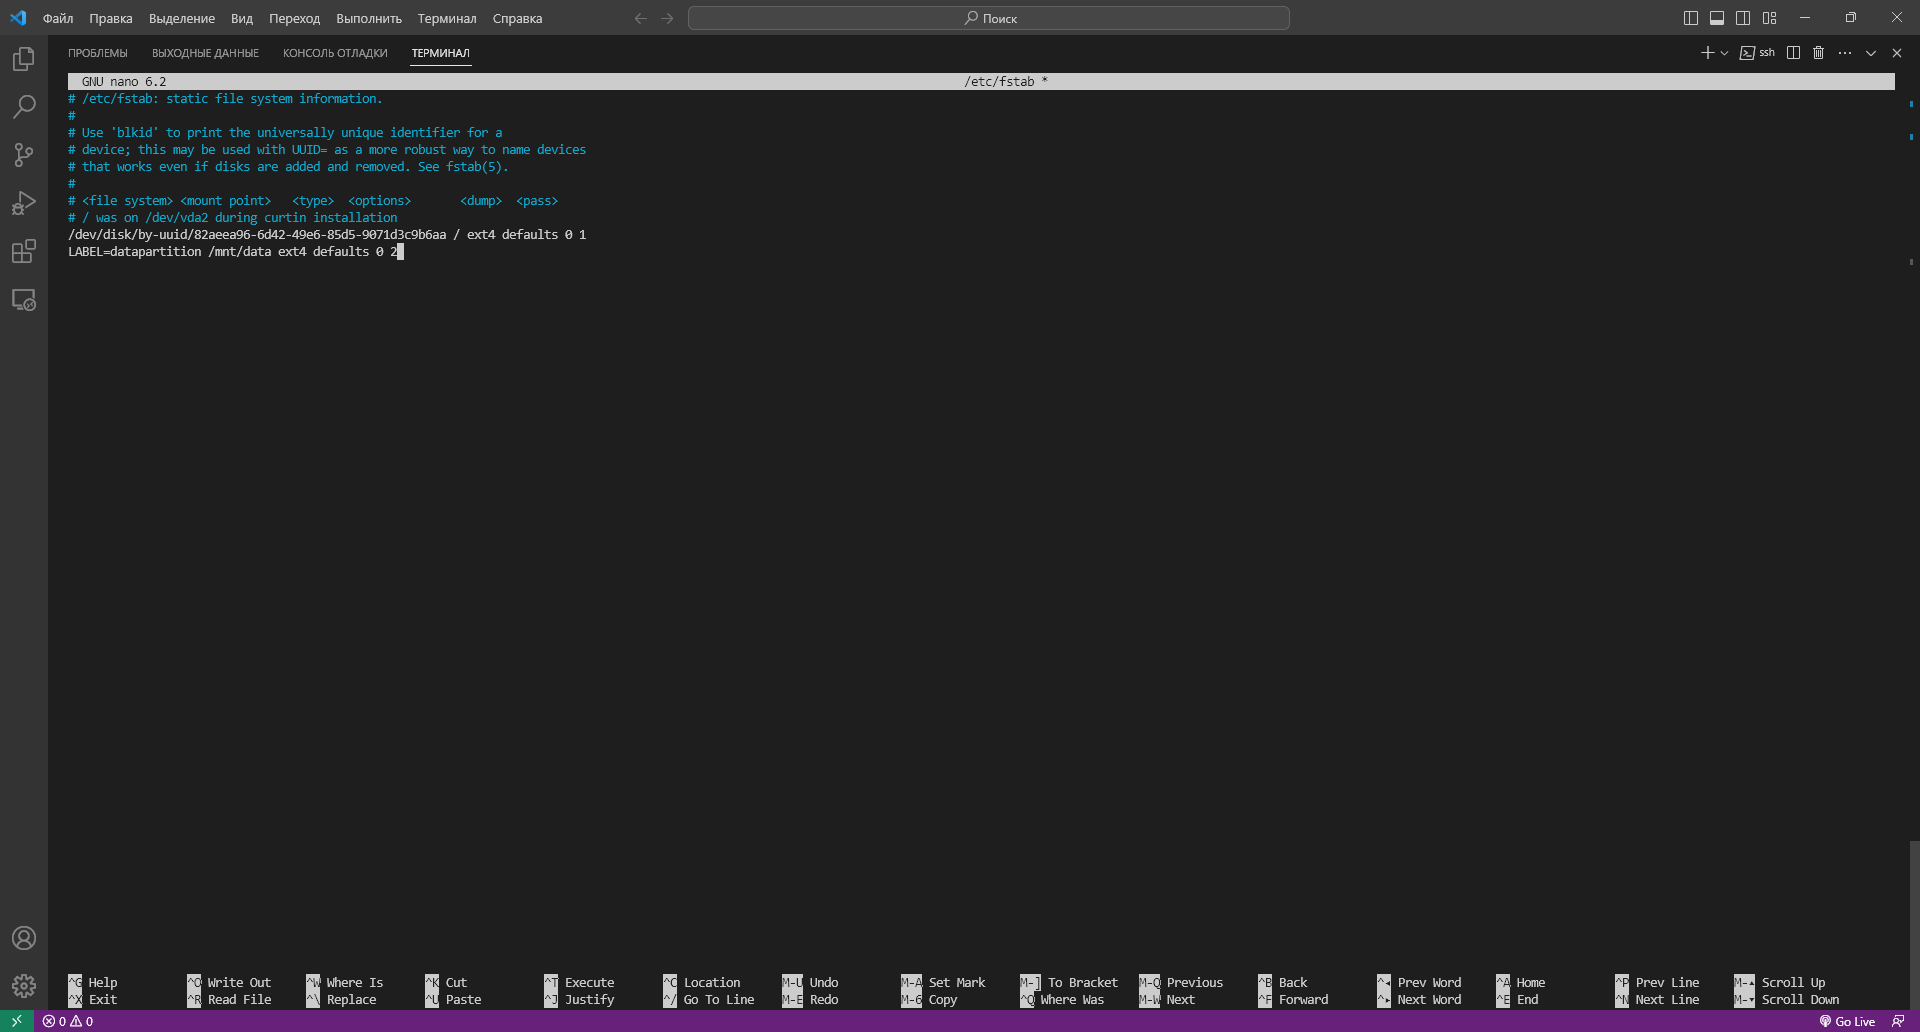 Файл Правка Выделение Вид Переход Выполнить Терминал Справка Поиск
ПРОБЛЕМЫ ВЫХОДНЫЕ ДАННЫЕ КОНСОЛЬ ОТЛАДКИ ТЕРМИНАЛ ssh
GNU nano 6.2 /etc/fstab *
# /etc/fstab: static file system information.
#
# Use 'blkid' to print the universally unique identifier for a
# device; this may be used with UUID= as a more robust way to name devices
# that works even if disks are added and removed. See fstab(5).
#
# <file system> <mount point>   <type>  <options>       <dump>  <pass>
# / was on /dev/vda2 during curtin installation
/dev/disk/by-uuid/82aeea96-6d42-49e6-85d5-9071d3c9b6aa / ext4 defaults 0 1
LABEL=datapartition /mnt/data ext4 defaults 0 2
^G Help ^O Write Out ^W Where Is ^K Cut ^T Execute ^C Location M-U Undo M-A Set Mark M-] To Bracket M-Q Previous ^B Back ^◂ Prev Word ^A Home ^P Prev Line M-▴ Scroll Up
^X Exit ^R Read File ^\ Replace ^U Paste ^J Justify ^/ Go To Line M-E Redo M-6 Copy ^Q Where Was M-W Next ^F Forward ^▸ Next Word ^E End ^N Next Line M-▾ Scroll Down
0 0 Go Live